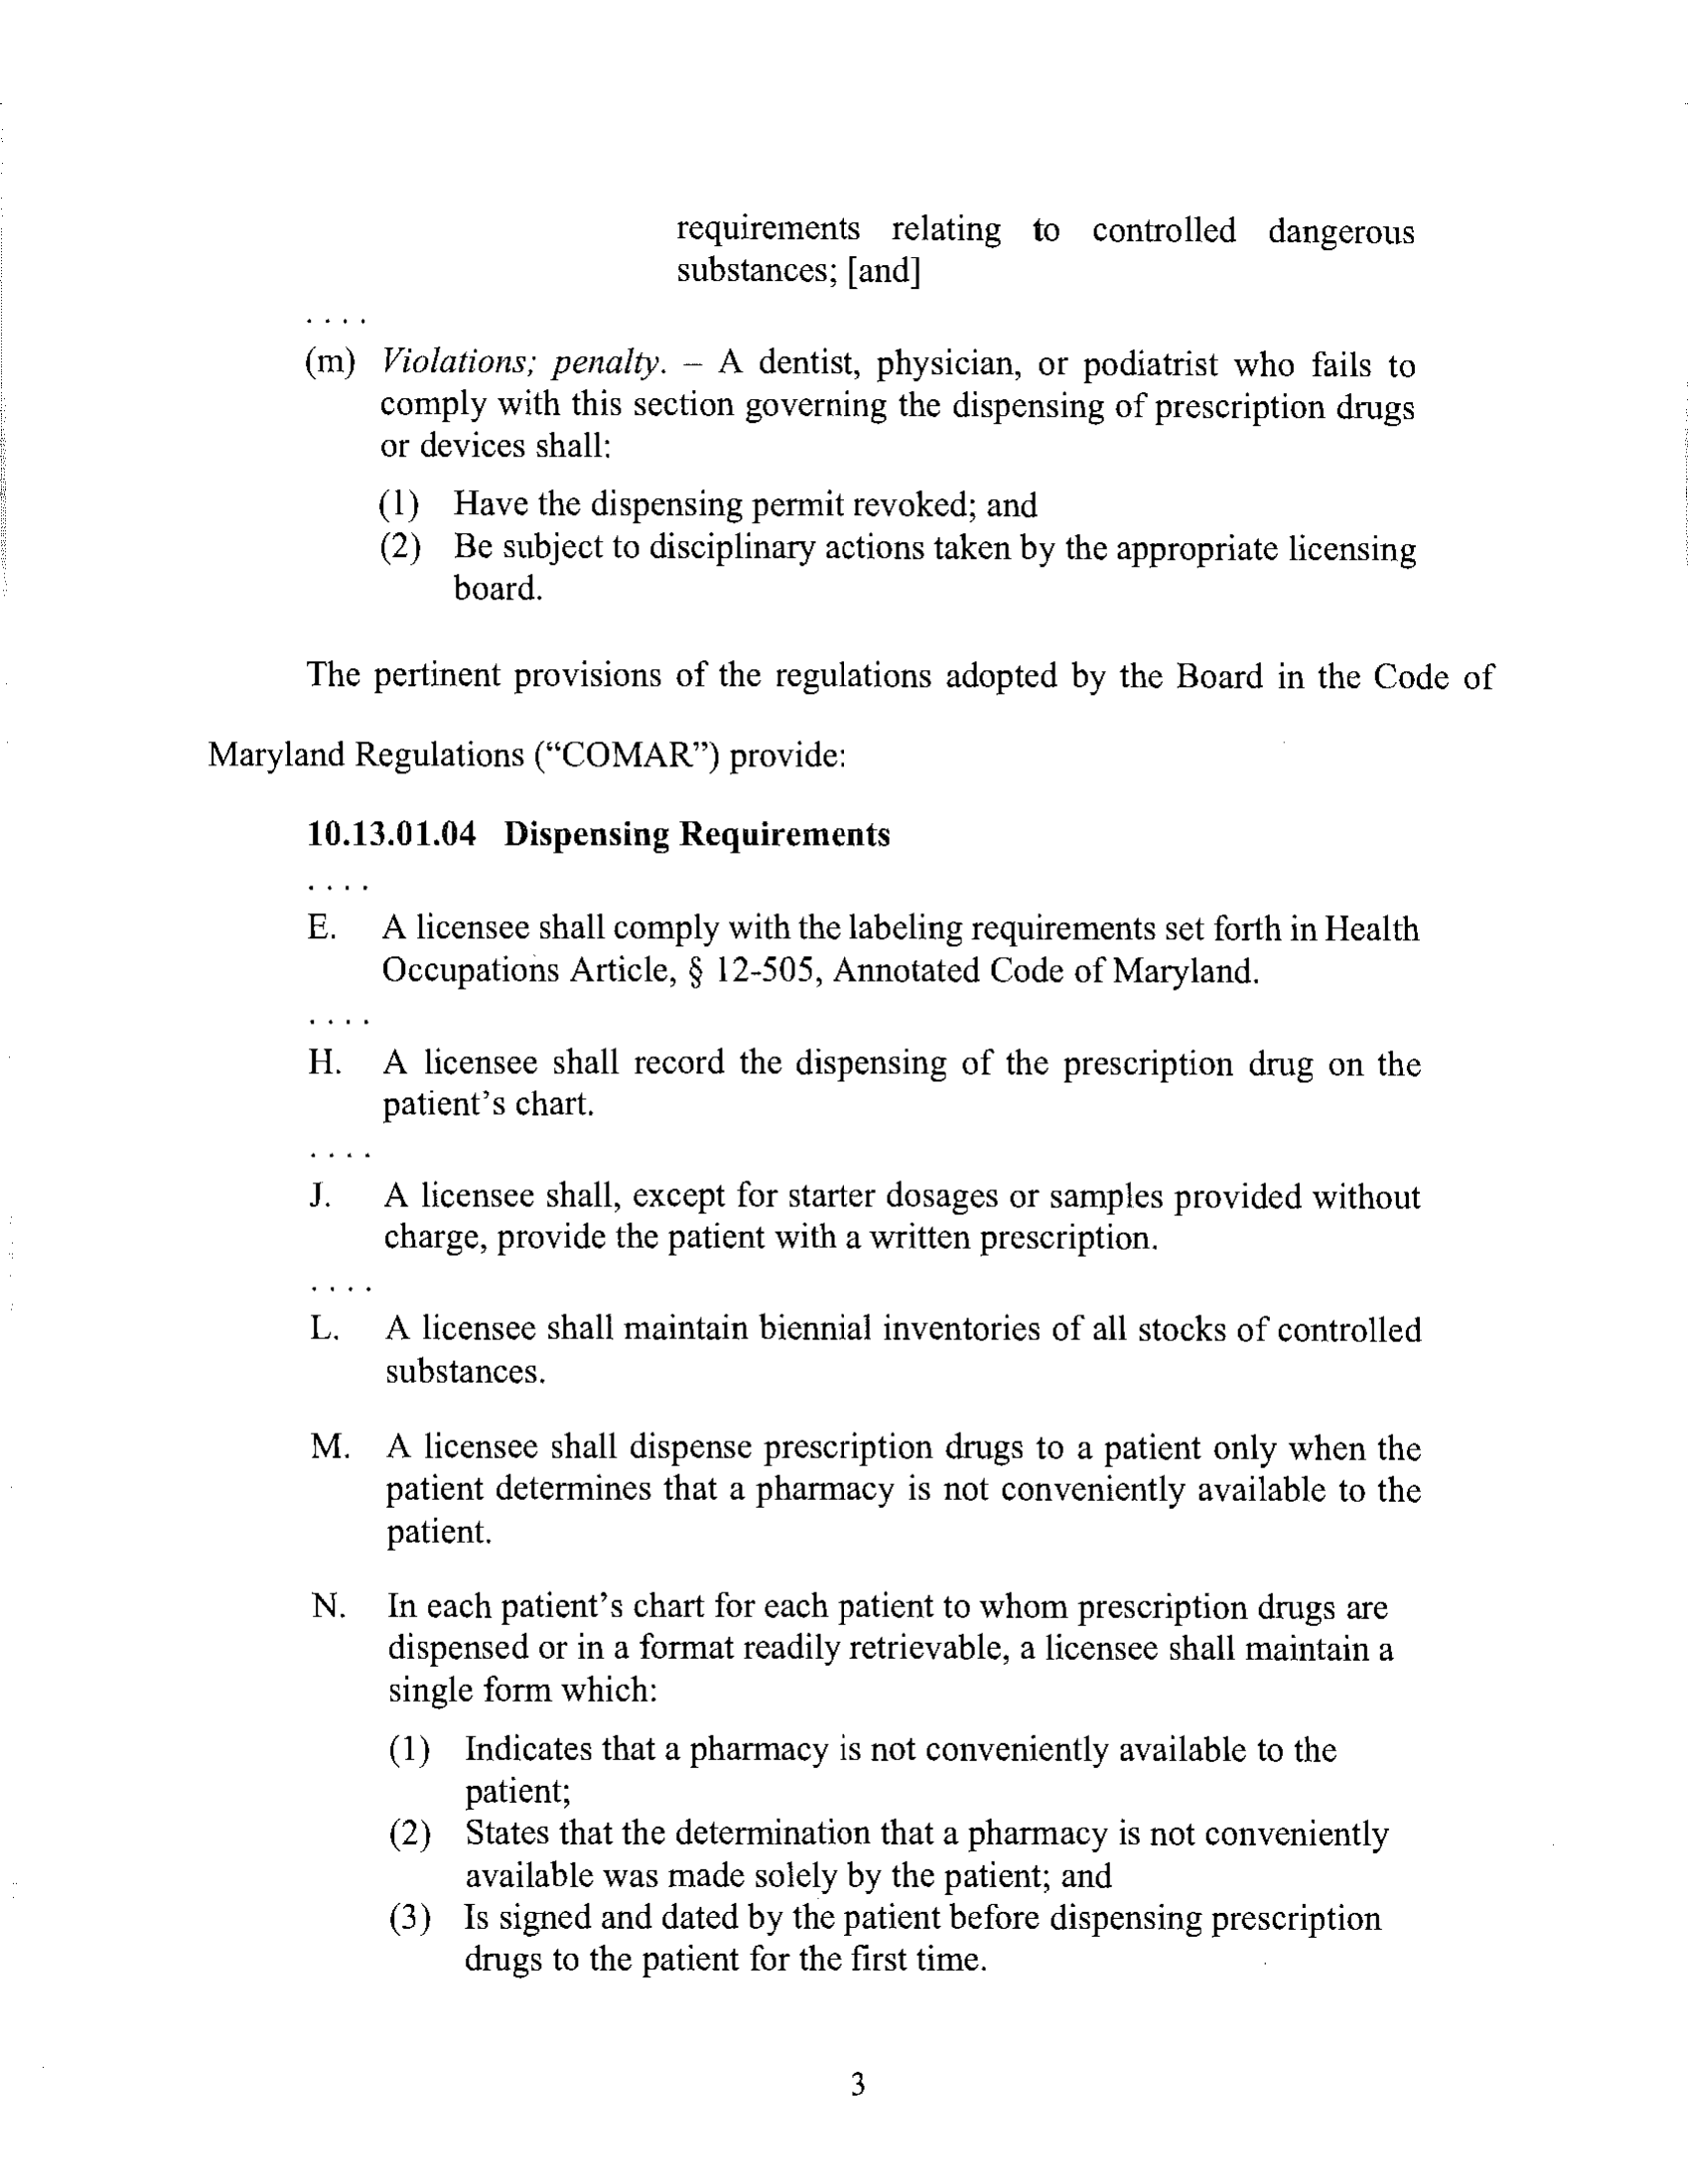 requirements relating to controlled dangerous
substances; [and]
. . . .
(m) Violations; penalty. – A dentist, physician, or podiatrist who fails to
comply with this section governing the dispensing of prescription drugs
or devices shall:
(1) Have the dispensing permit revoked; and
(2) Be subject to disciplinary actions taken by the appropriate licensing
board.
The pertinent provisions of the regulations adopted by the Board in the Code of
Maryland Regulations (“COMAR”) provide:
10.13.01.04 Dispensing Requirements
. . . .
E. A licensee shall comply with the labeling requirements set forth in Health
Occupations Article, § 12-505, Annotated Code of Maryland.
. . . .
H. A licensee shall record the dispensing of the prescription drug on the
patient’s chart.
. . . .
J. A licensee shall, except for starter dosages or samples provided without
charge, provide the patient with a written prescription.
. . . .
L. A licensee shall maintain biennial inventories of all stocks of controlled
substances.
M. A licensee shall dispense prescription drugs to a patient only when the
patient determines that a pharmacy is not conveniently available to the
patient.
N. In each patient’s chart for each patient to whom prescription drugs are
dispensed or in a format readily retrievable, a licensee shall maintain a
single form which:
(1) Indicates that a pharmacy is not conveniently available to the
patient;
(2) States that the determination that a pharmacy is not conveniently
available was made solely by the patient; and
(3) Is signed and dated by the patient before dispensing prescription
drugs to the patient for the first time.
3